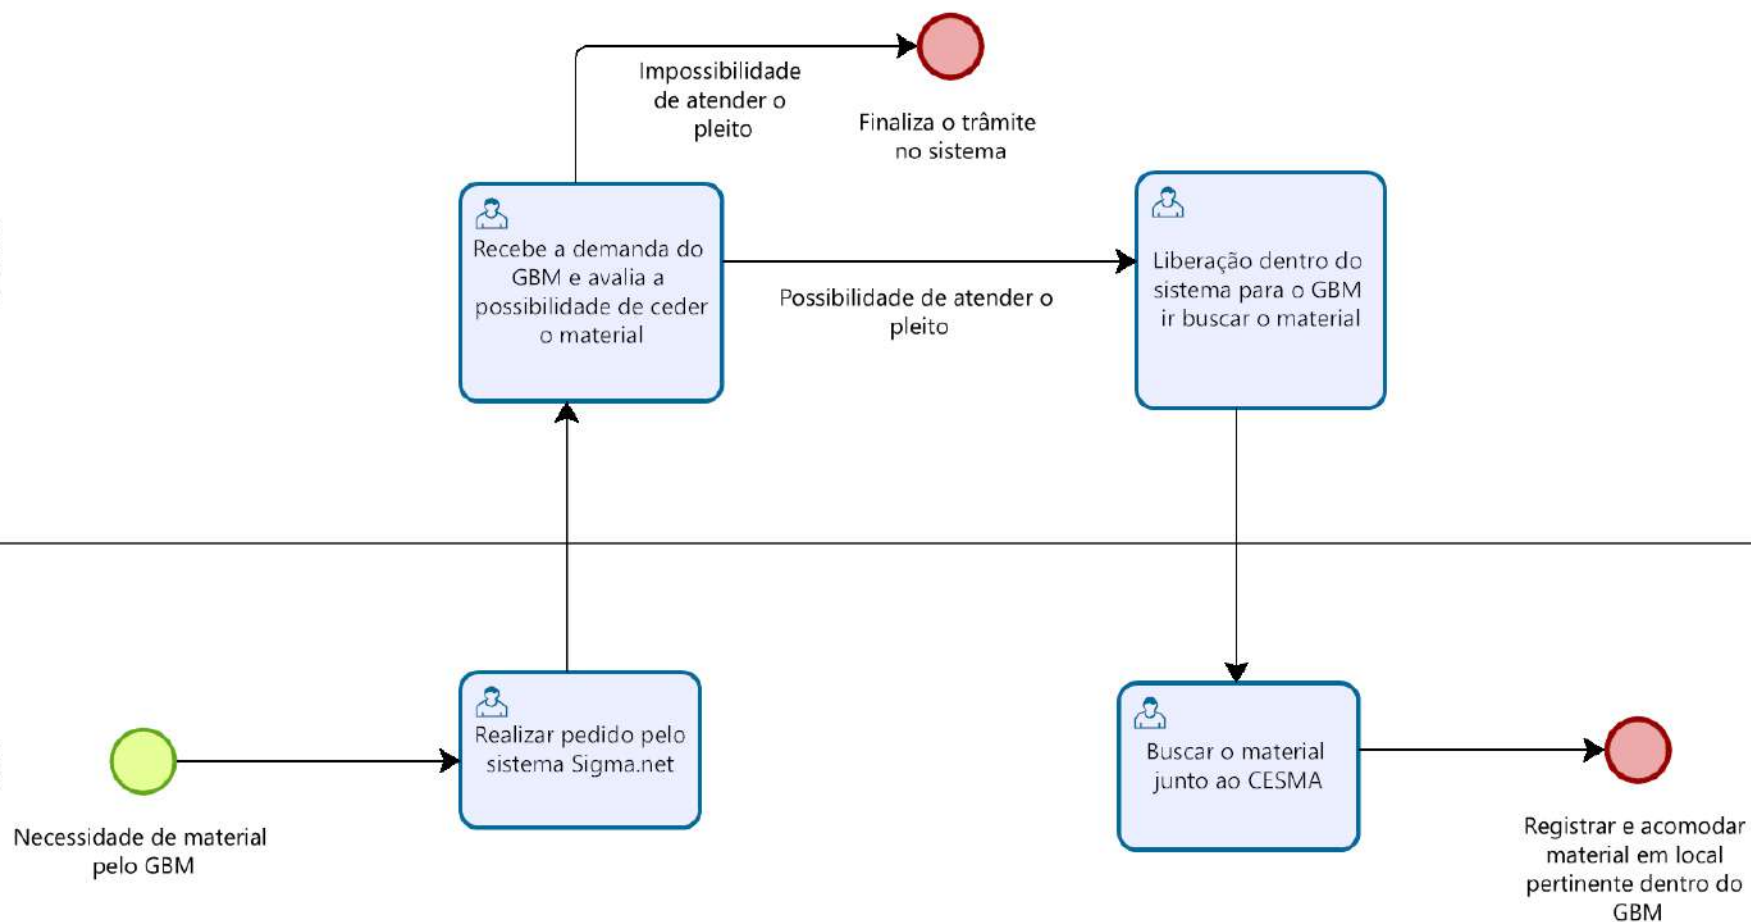 Impossibilidade
de atender o
pleito
Finaliza o trâmite
no sistema
Recebe a demanda do
GBM e avalia a
possibilidade de ceder
o material
Possibilidade de atender o
pleito
Liberação dentro do
sistema para o GBM
ir buscar o material
Necessidade de material
pelo GBM
Realizar pedido pelo
sistema Sigma.net
Buscar o material
junto ao CESMA
Registrar e acomodar
material em local
pertinente dentro do
GBM